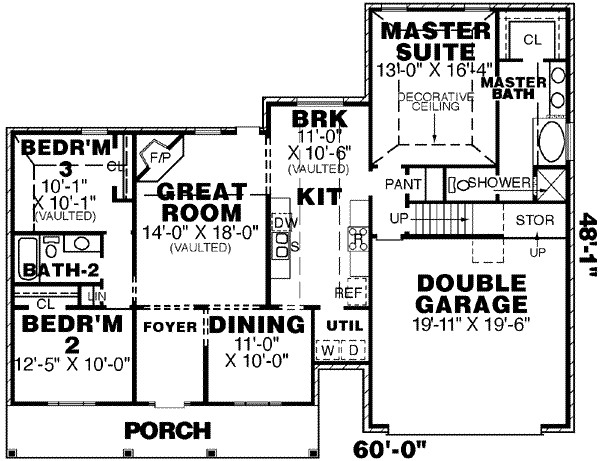 MASTER
SUITE
13'-0" X 16'-4"
DECORATIVE
CEILING
CL
MASTER
BATH
BRK
11'-0"
X
10'-6"
(VAULTED)
BEDR'M
3
10'-1"
X 10'-1"
(VAULTED)
CL
F/P
GREAT
ROOM
14'-0" X 18'-0"
(VAULTED)
KIT
PANT
SHOWER
DW
S
R
UP
STOR
UP
48'-1"
BATH-2
CL
LIN
REF
DOUBLE
GARAGE
19'-11" X 19'-6"
BEDR'M
2
12'-5" X 10'-0"
FOYER
DINING
11'-0"
X 10'-0"
UTIL
W D
PORCH
60'-0"